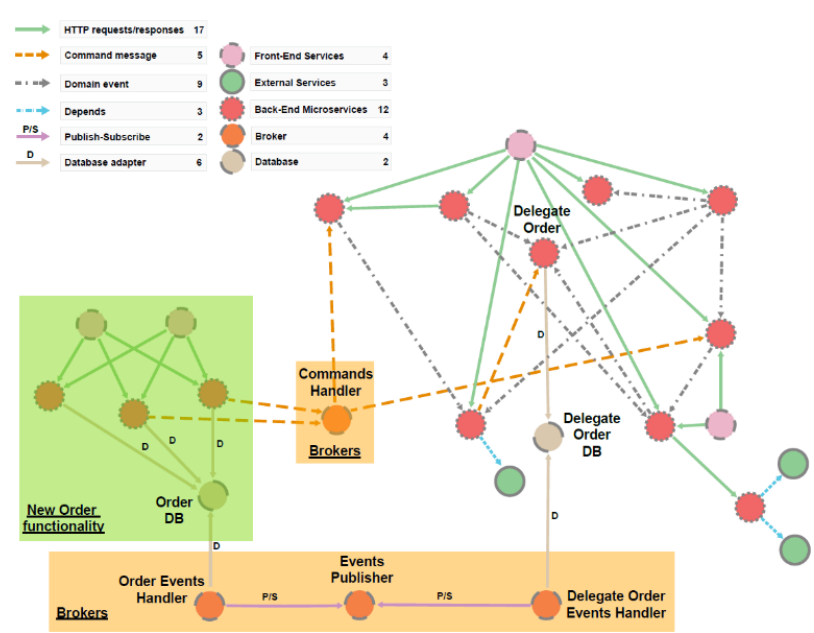 HTTP requests/responses 17
Command message 5
Domain event 9
Depends 3
P/S
Publish-Subscribe 2
D
Database adapter 6
Front-End Services 4
External Services 3
Back-End Microservices 12
Broker 4
Database 2
Delegate
Order
D
Commands
Handler
Brokers
Delegate
Order
DB
D
D
D
New Order
functionality
Order
DB
D
D
Order Events
Handler
Events
Publisher
P/S
P/S
Delegate Order
Events Handler
Brokers